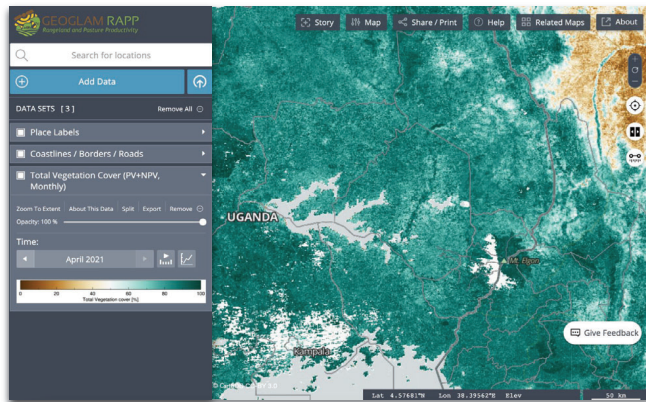 GEOGLAM RAPP
Rangeland and Pasture Productivity
Search for locations
Add Data
DATA SETS [3] Remove All
Place Labels
Coastlines / Borders / Roads
Total Vegetation Cover (PV+NPV, Monthly)
Zoom To Extent About This Data Split Export Remove
Opacity: 100 %
Time:
April 2021
0 20 40 60 80 100
Total Vegetation cover [%]
Story Map Share / Print Help Related Maps About
UGANDA
Mt. Elgon
Kampala
Give Feedback
Lat 4.57681°N Lon 38.39562°E Elev 50 km